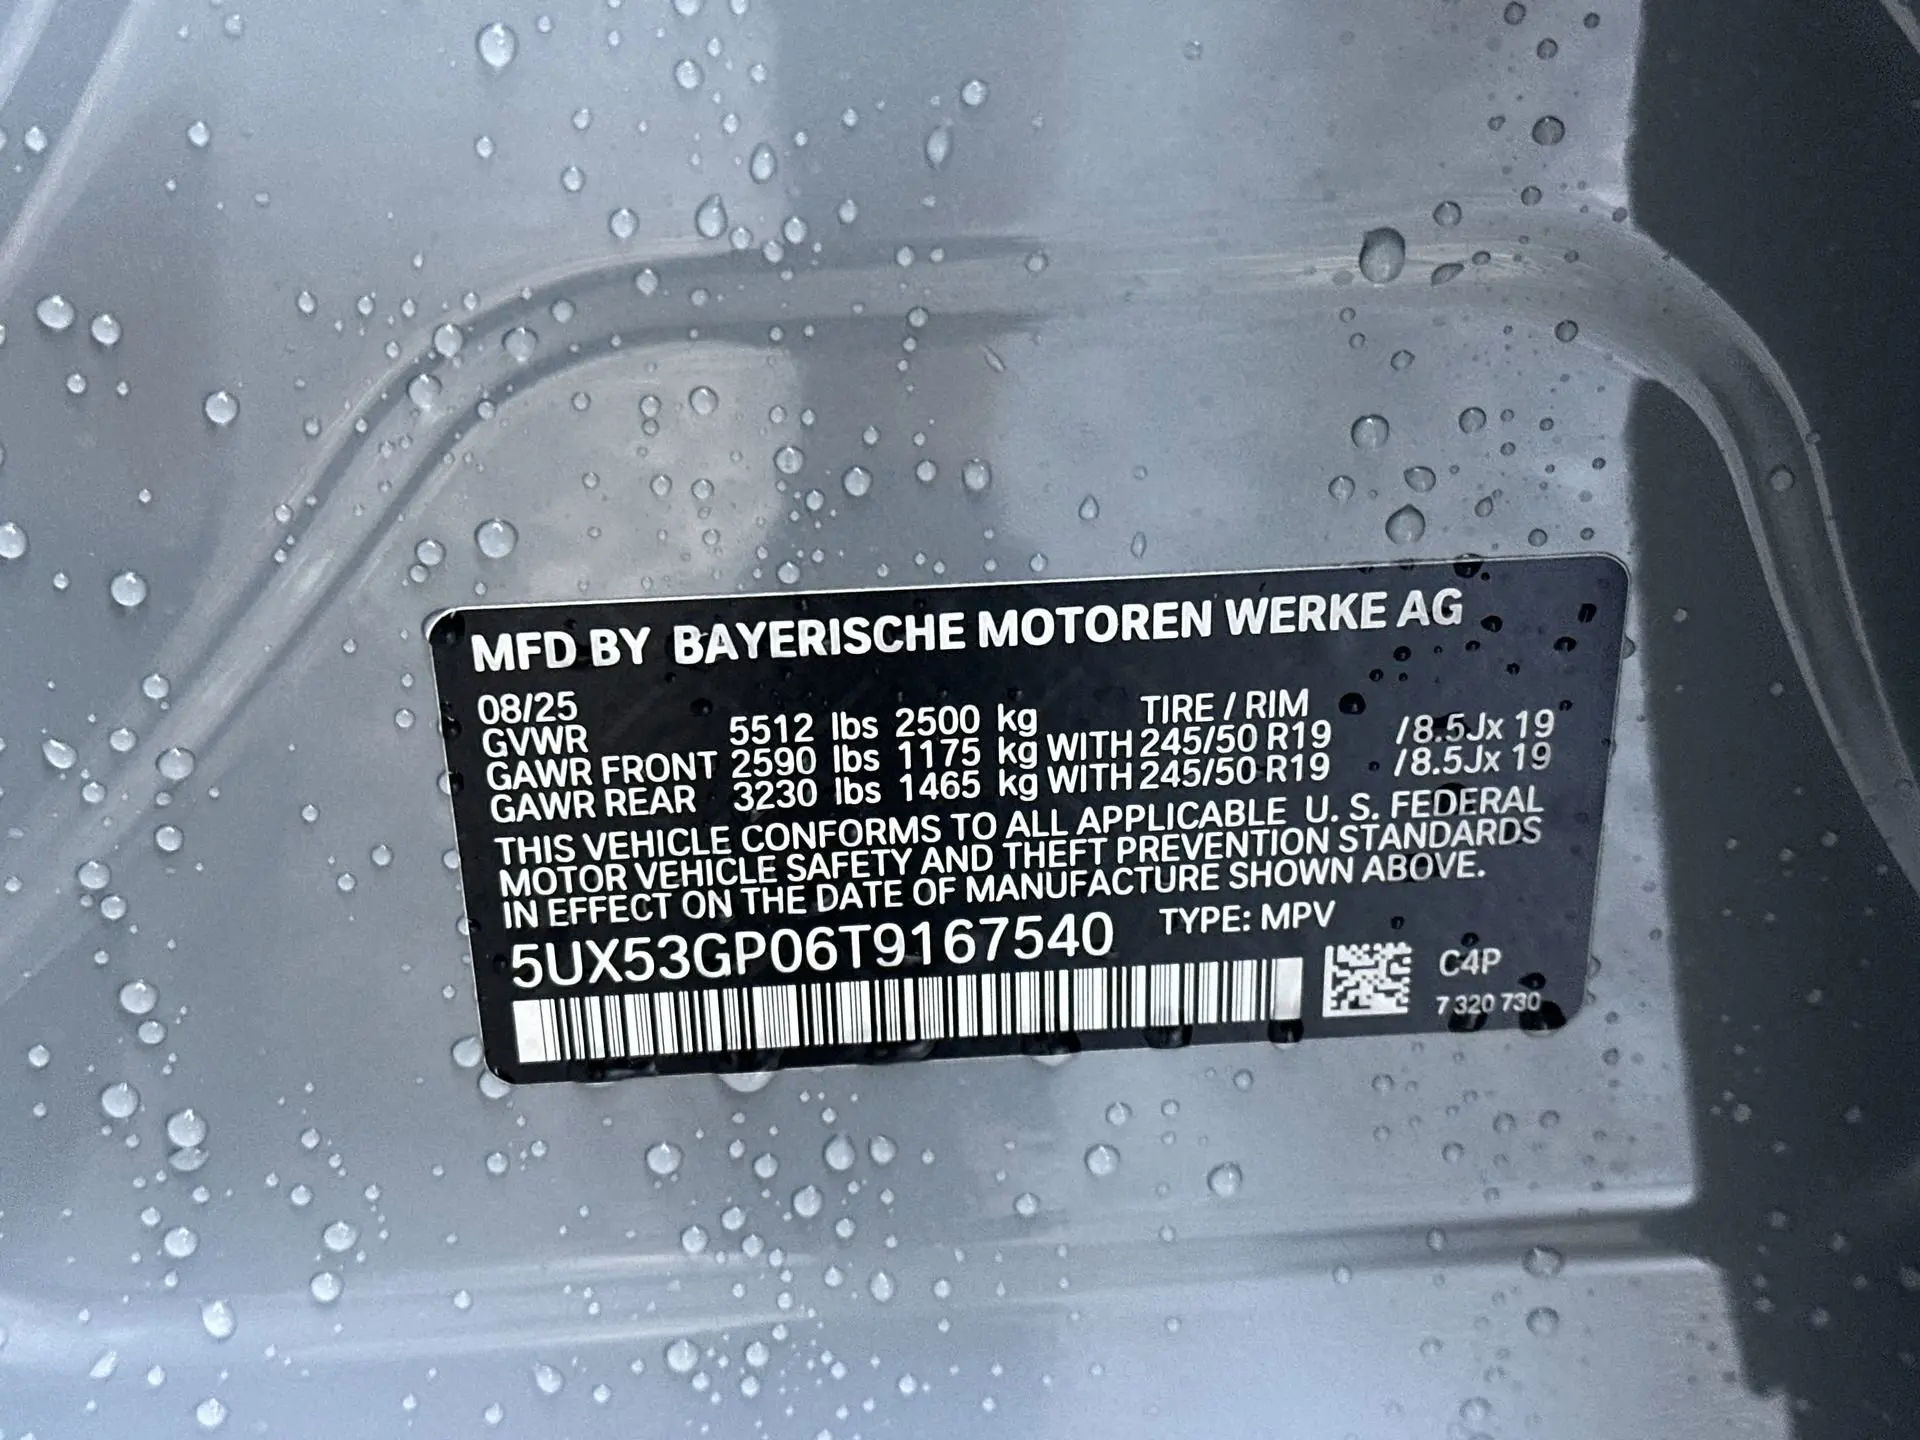 MFD BY BAYERISCHE MOTOREN WERKE AG
08/25 TIRE / RIM
GVWR 5512 lbs 2500 kg
GAWR FRONT 2590 lbs 1175 kg WITH 245/50 R19 /8.5Jx 19
GAWR REAR 3230 lbs 1465 kg WITH 245/50 R19 /8.5Jx 19
THIS VEHICLE CONFORMS TO ALL APPLICABLE U. S. FEDERAL
MOTOR VEHICLE SAFETY AND THEFT PREVENTION STANDARDS
IN EFFECT ON THE DATE OF MANUFACTURE SHOWN ABOVE.
5UX53GP06T9167540 TYPE: MPV
C4P
7 320 730